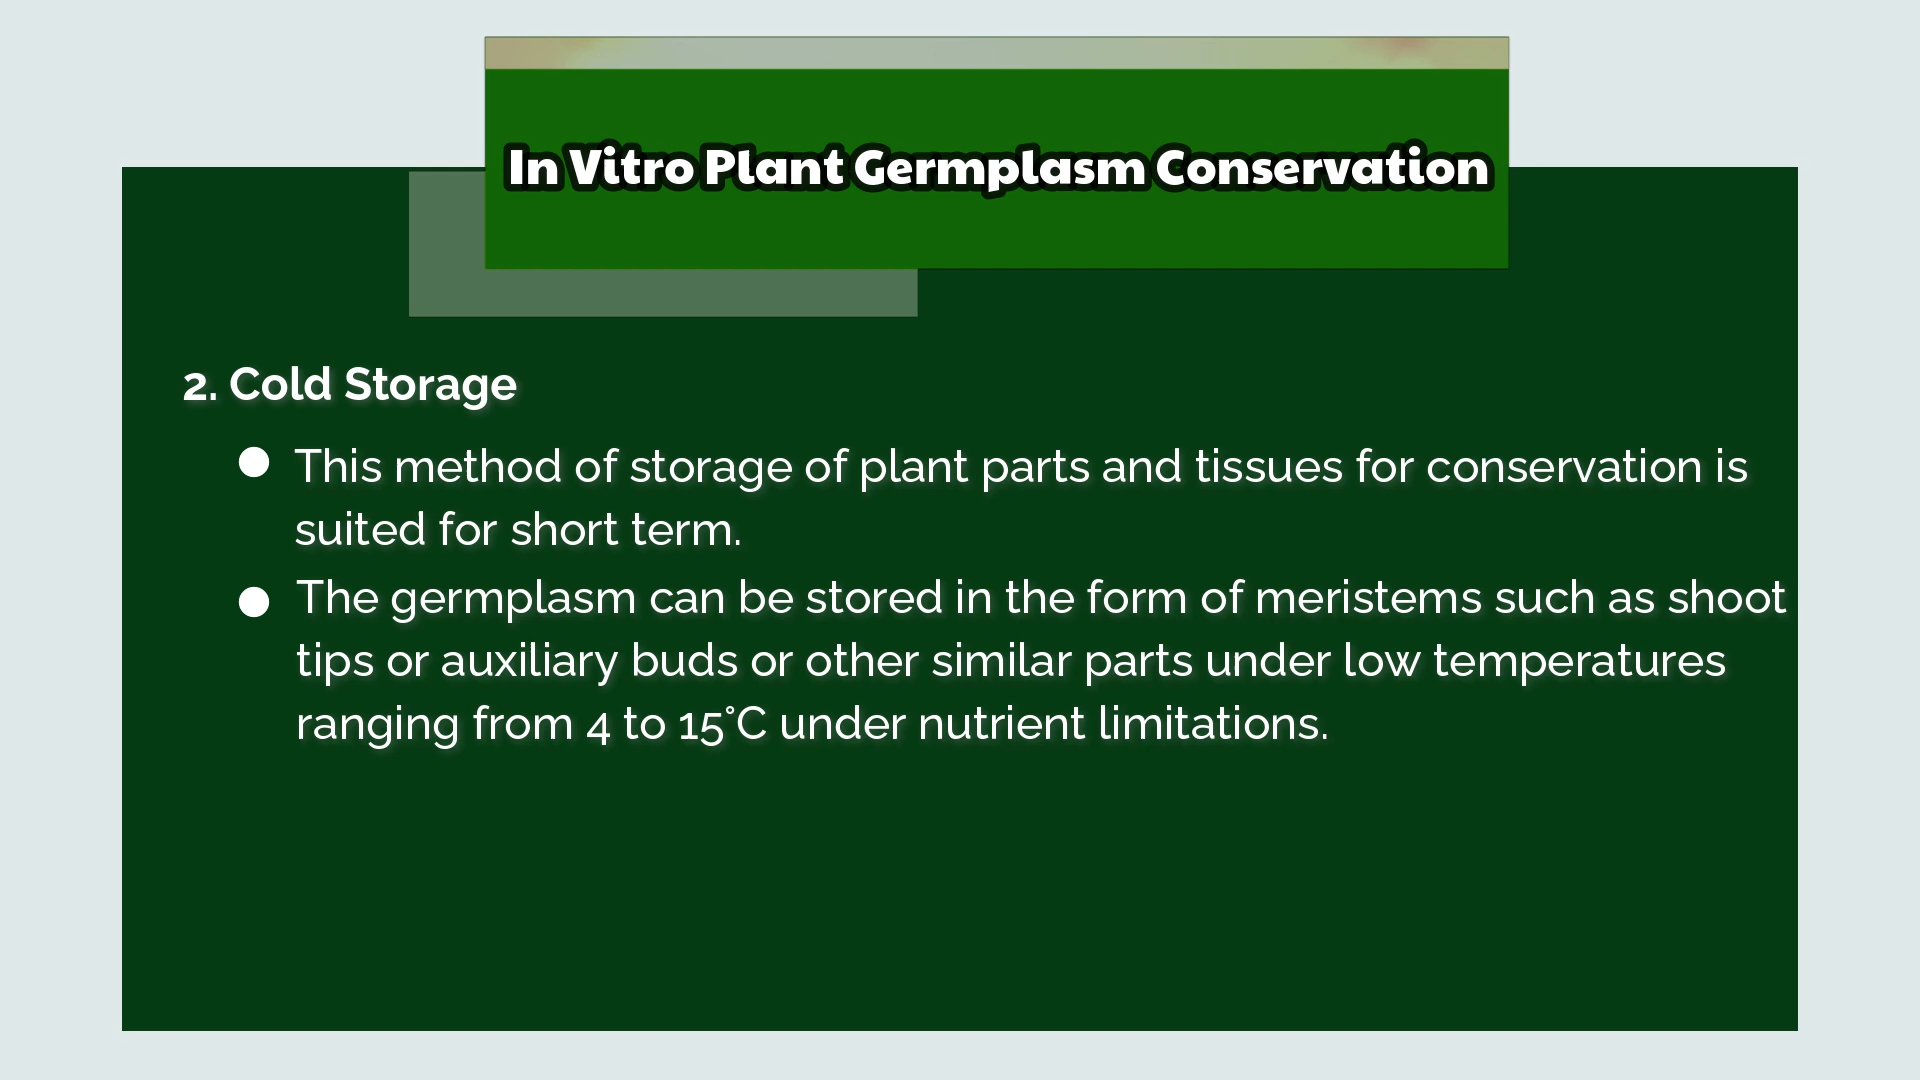 In Vitro Plant Germplasm Conservation
2. Cold Storage
● This method of storage of plant parts and tissues for conservation is
suited for short term.
● The germplasm can be stored in the form of meristems such as shoot
tips or auxiliary buds or other similar parts under low temperatures
ranging from 4 to 15°C under nutrient limitations.